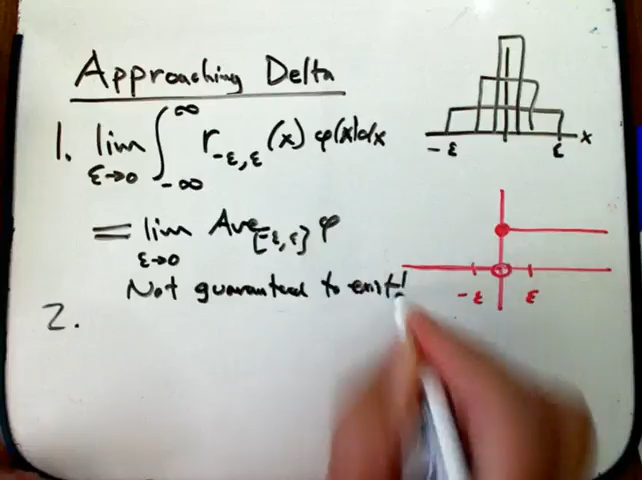 Approaching Delta
1. lim ε→0 ∫_{-∞}^{∞} r_{-ε,ε}(x) φ(x)dx
= lim ε→0 Ave_{[-ε,ε]} φ
Not guaranteed to exist!
2.
-ε ε x
-ε ε